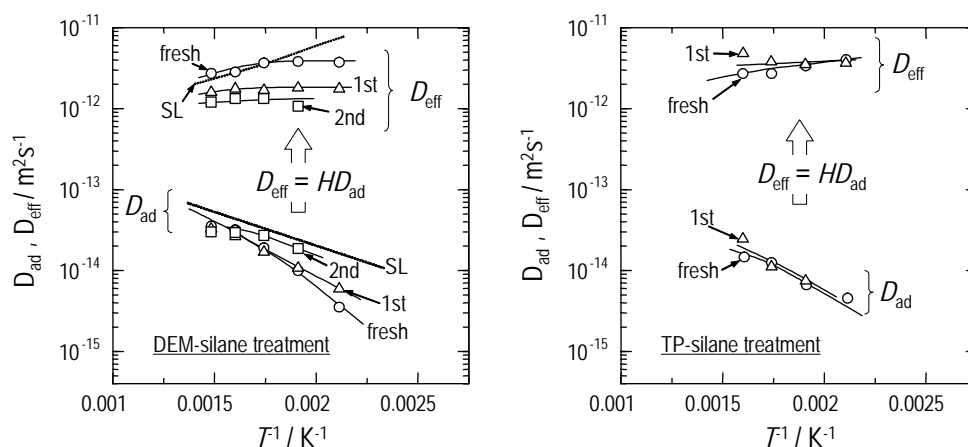 D_ad , D_eff / m²s⁻¹
10⁻¹¹
10⁻¹²
10⁻¹³
10⁻¹⁴
10⁻¹⁵
fresh
SL
1st
2nd
D_eff
D_eff = HD_ad
D_ad
SL
2nd
1st
fresh
DEM-silane treatment
0.001 0.0015 0.002 0.0025
T⁻¹ / K⁻¹
D_ad , D_eff / m²s⁻¹
10⁻¹¹
10⁻¹²
10⁻¹³
10⁻¹⁴
10⁻¹⁵
1st
fresh
D_eff
D_eff = HD_ad
1st
fresh
D_ad
TP-silane treatment
0.001 0.0015 0.002 0.0025
T⁻¹ / K⁻¹